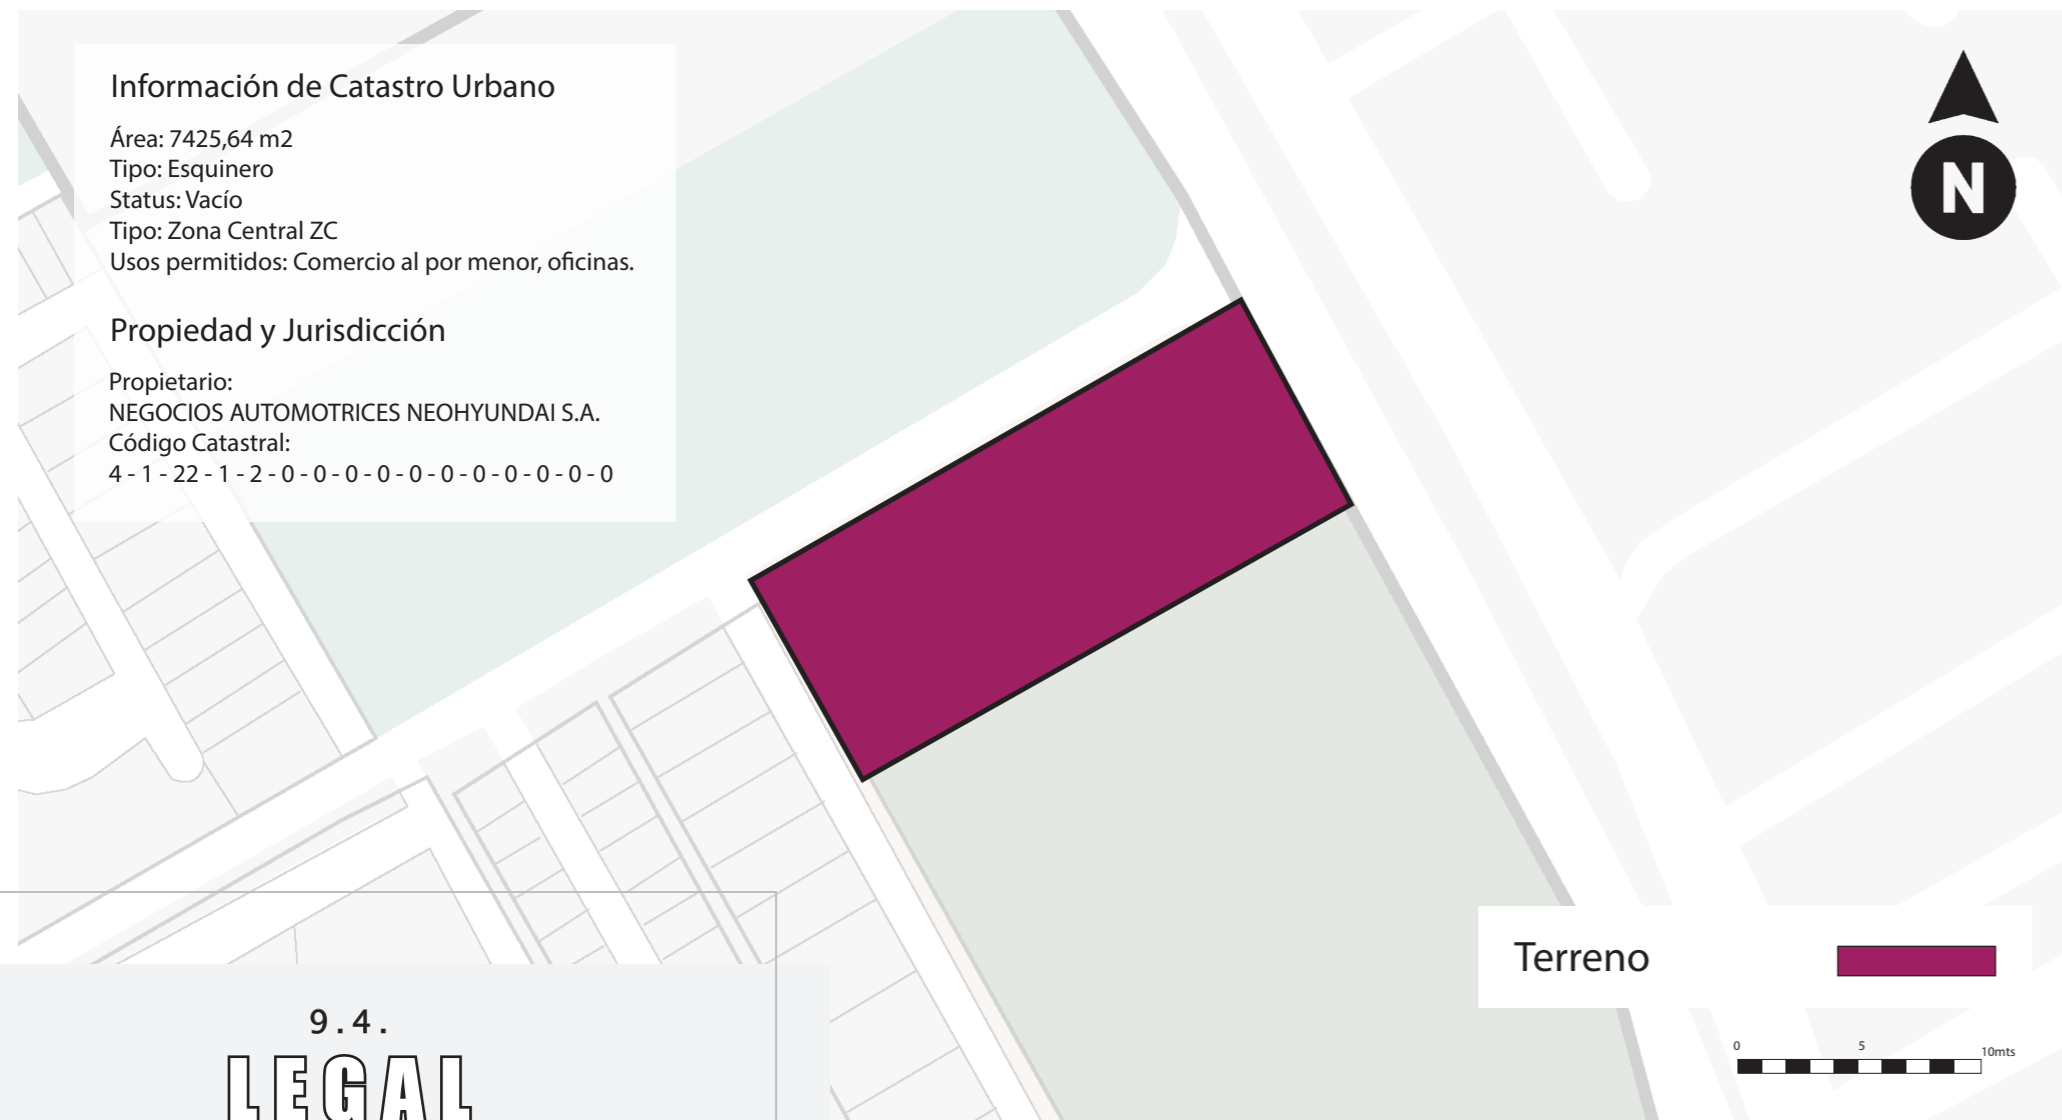 Información de Catastro Urbano
Área: 7425,64 m2
Tipo: Esquinero
Status: Vacío
Tipo: Zona Central ZC
Usos permitidos: Comercio al por menor, oficinas.
Propiedad y Jurisdicción
Propietario:
NEGOCIOS AUTOMOTRICES NEOHYUNDAI S.A.
Código Catastral:
4 - 1 - 22 - 1 - 2 - 0 - 0 - 0 - 0 - 0 - 0 - 0 - 0 - 0 - 0 - 0
N
Terreno
0 5 10mts
9.4.
LEGAL